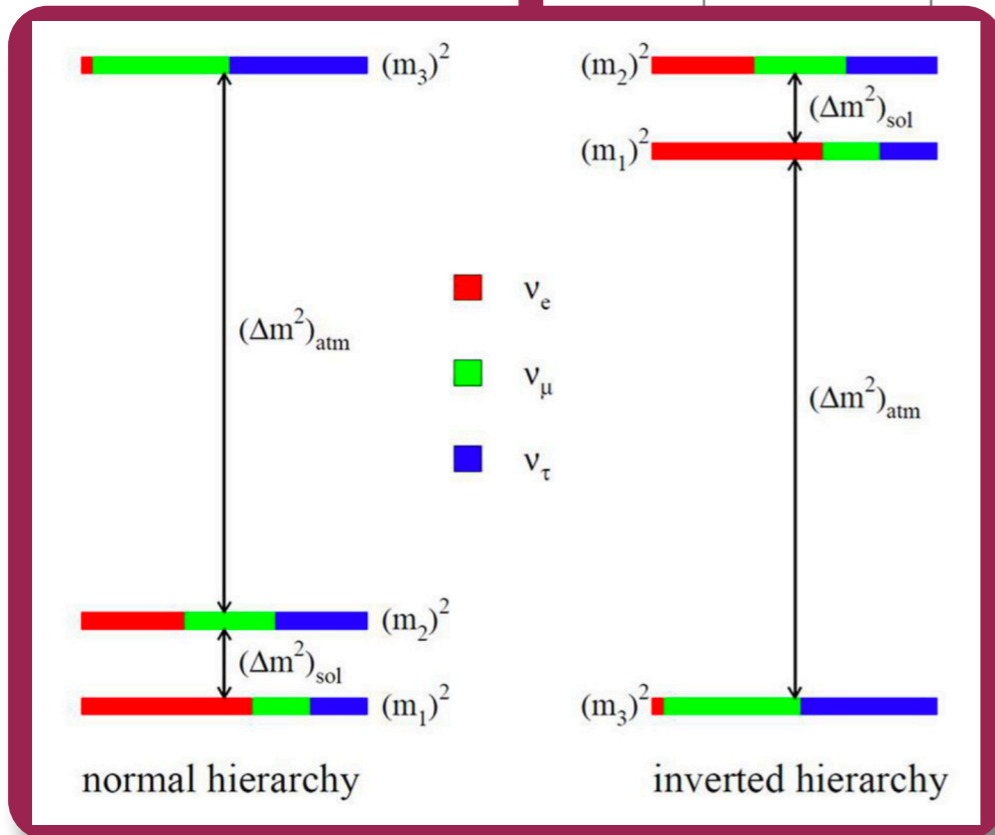 (m₃)²
(m₂)²
(Δm²)sol
(m₁)²
νe
(Δm²)atm
νμ
(Δm²)atm
ντ
(m₂)²
(Δm²)sol
(m₁)²
(m₃)²
normal hierarchy
inverted hierarchy